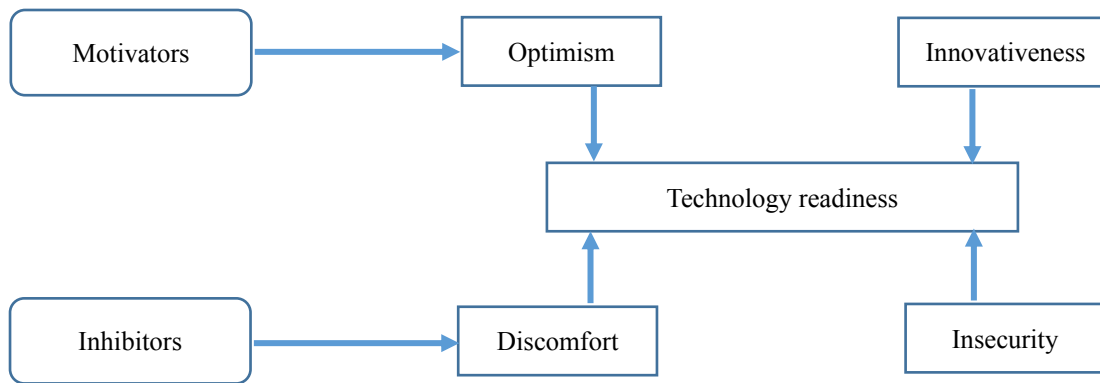 Motivators
Optimism
Innovativeness
Technology readiness
Inhibitors
Discomfort
Insecurity